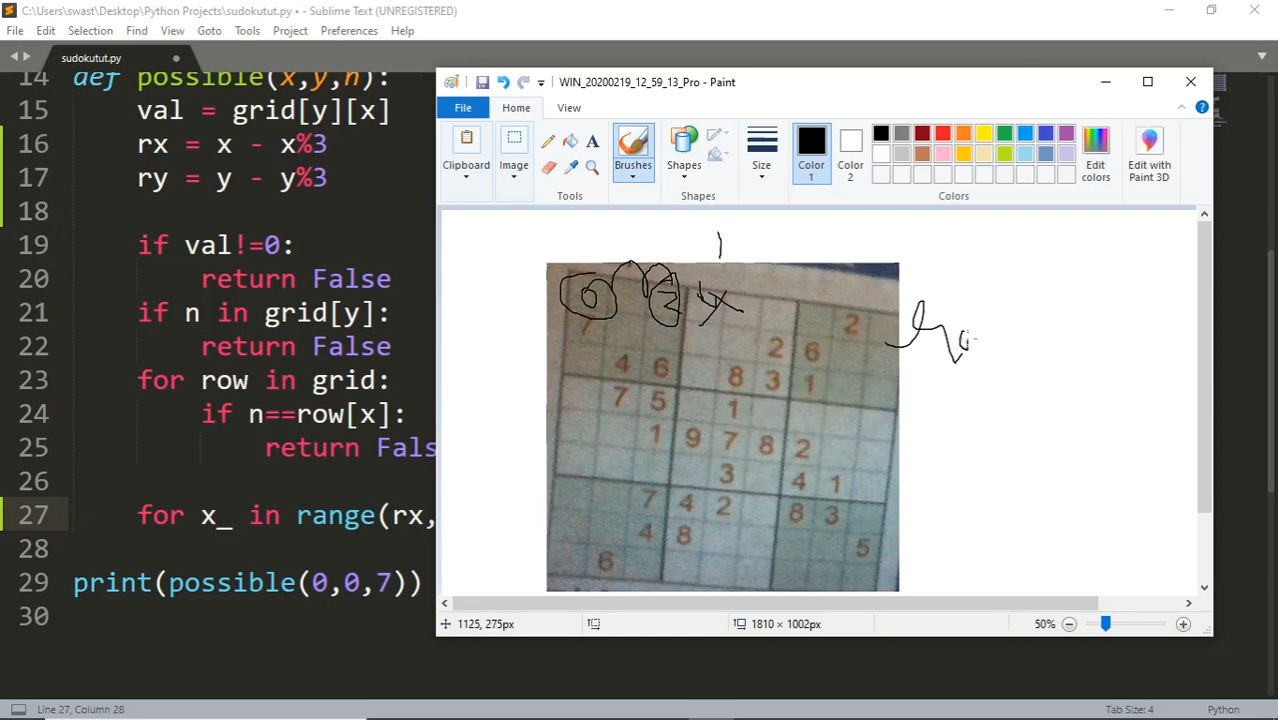 C:\Users\swast\Desktop\Python Projects\sudokutut.py • - Sublime Text (UNREGISTERED)
File Edit Selection Find View Goto Tools Project Preferences Help
sudokutut.py
14 def possible(x,y,n):
15 val = grid[y][x]
16 rx = x - x%3
17 ry = y - y%3
18
19 if val!=0:
20 return False
21 if n in grid[y]:
22 return False
23 for row in grid:
24 if n==row[x]:
25 return Fals
26
27 for x_ in range(rx,
28
29 print(possible(0,0,7))
30
WIN_20200219_12_59_13_Pro - Paint
File Home View
Clipboard
Image
Tools
Brushes
Shapes
Shapes
Size
Color 1
Color 2
Edit colors
Edit with Paint 3D
Colors
1
0 2
7 2
2 6
4 6 8 3 1
7 5 1
1 9 7 8 2
3 4 1
7 4 2 8 3
4 8 5
6
1125, 275px
1810 × 1002px
50%
Line 27, Column 28
Tab Size: 4
Python